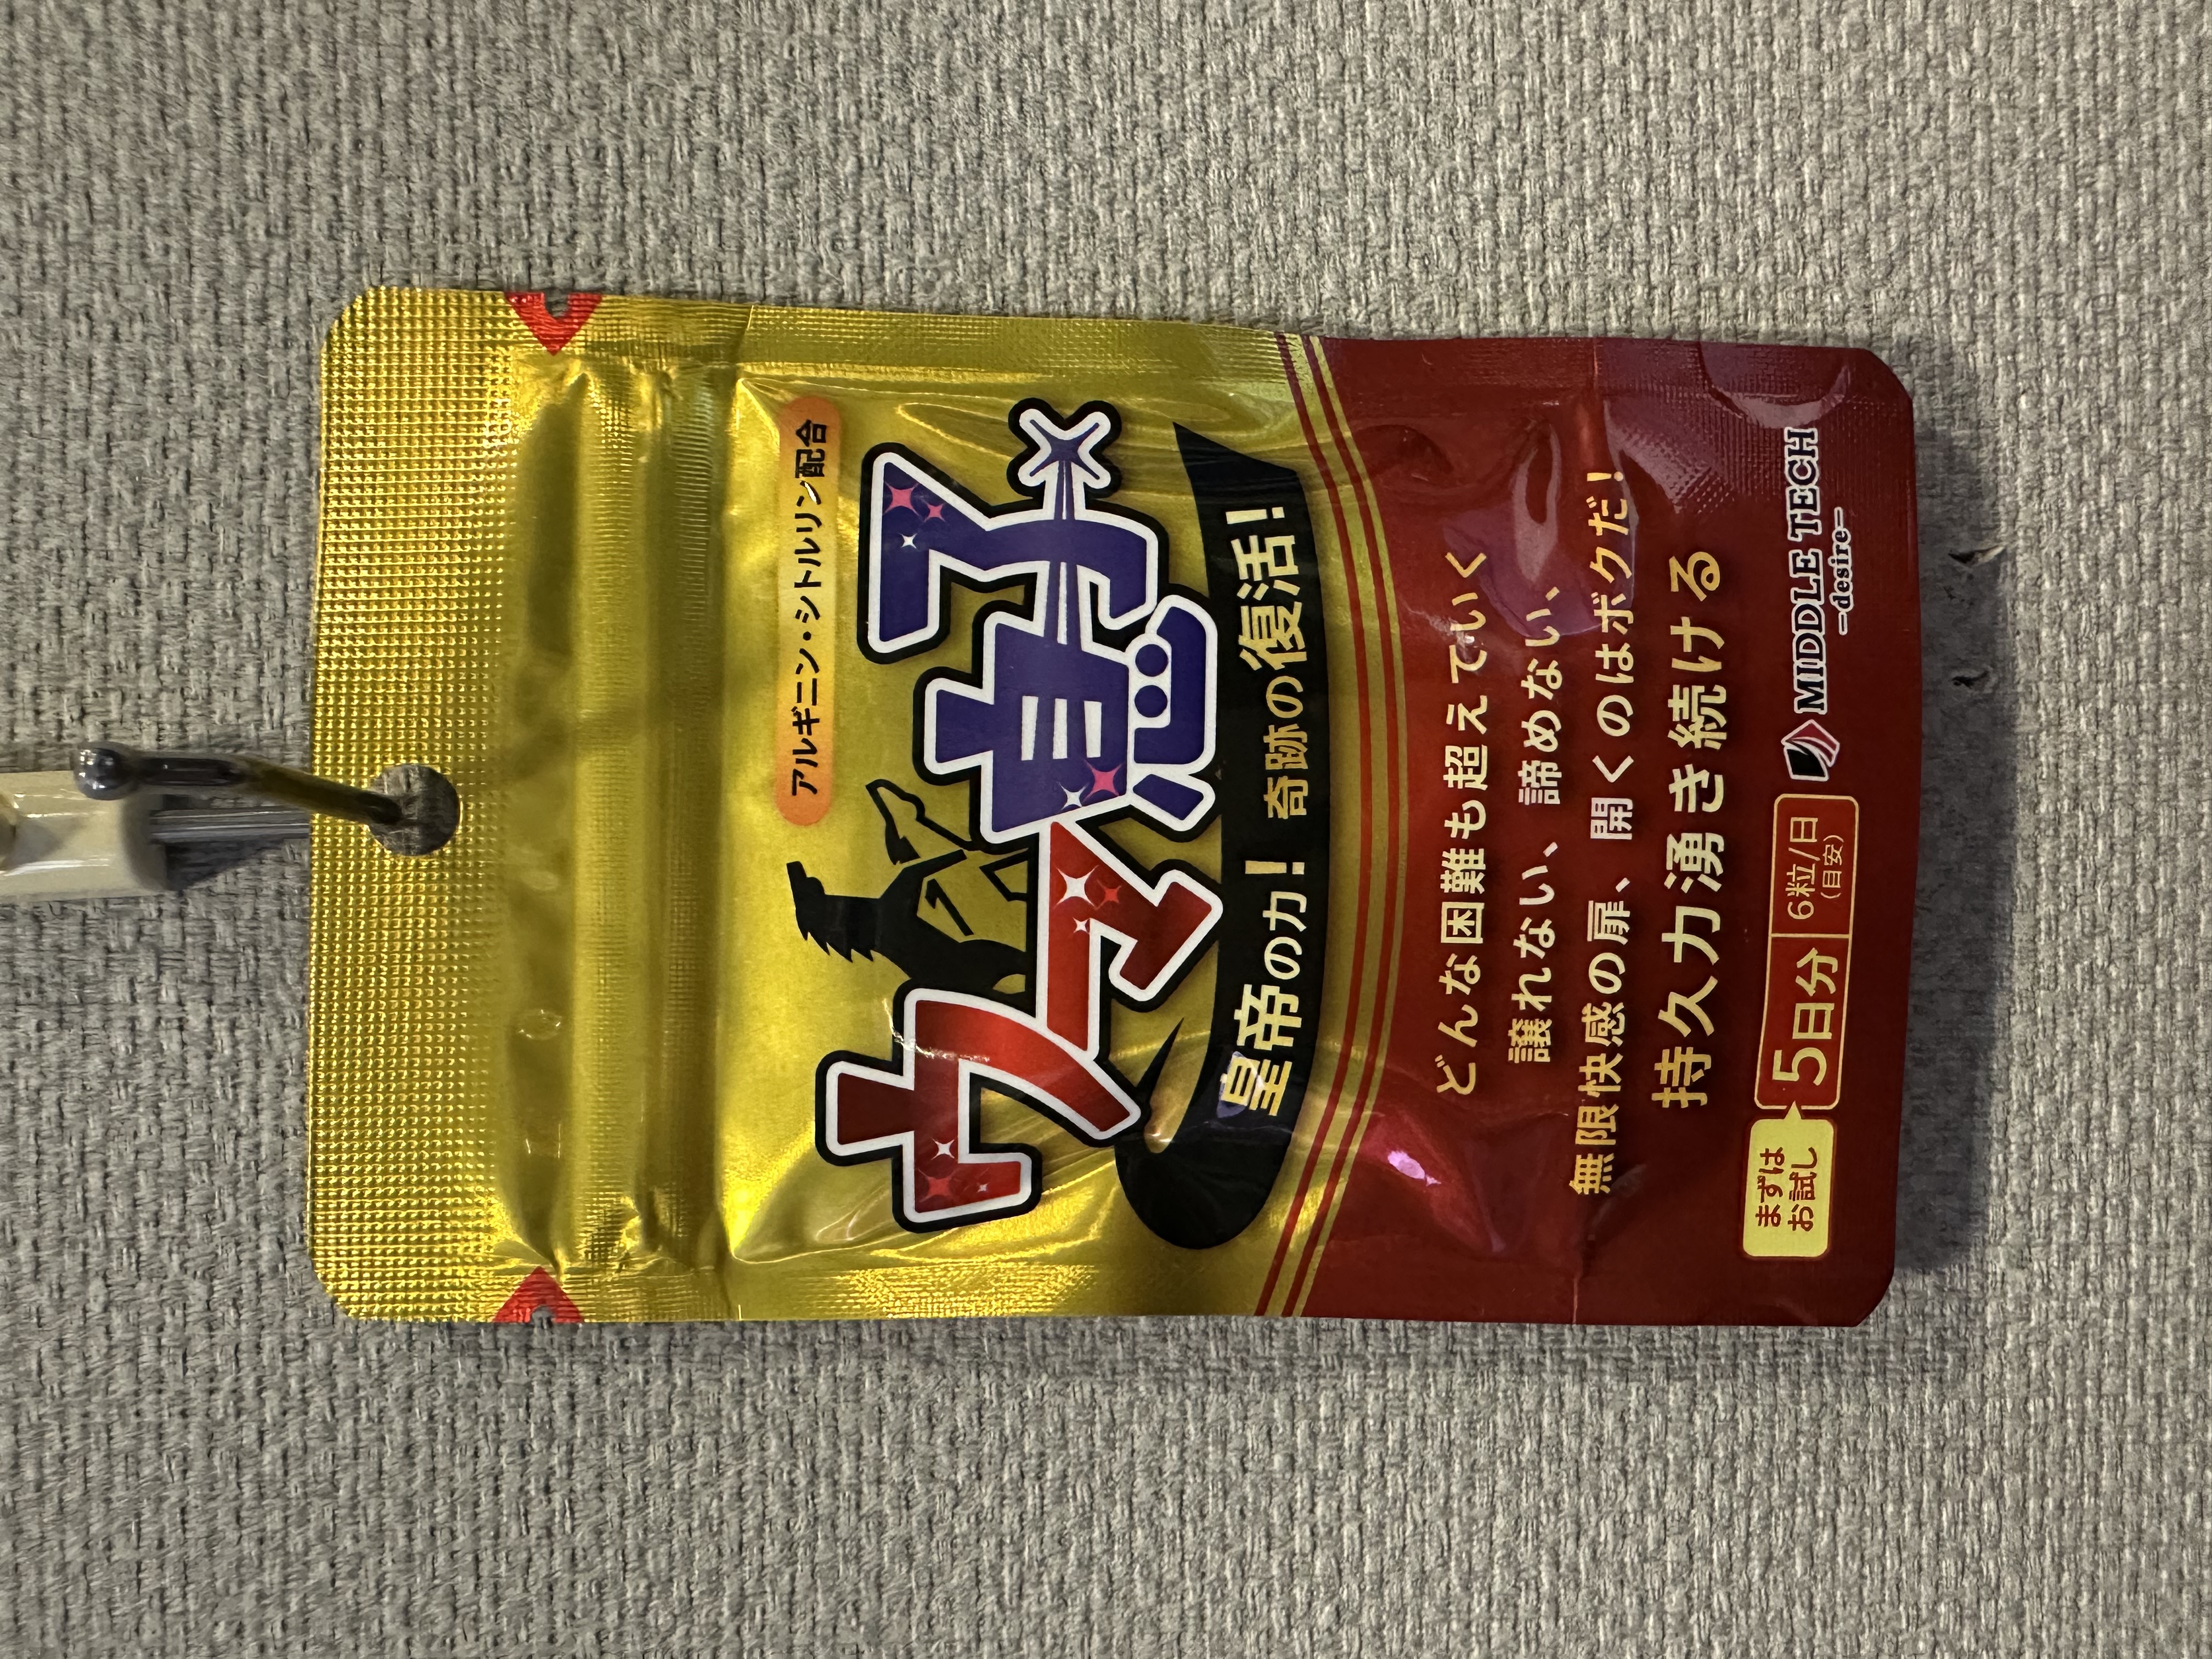 アルギニン・シトルリン配合
ウマ息子
皇帝の力！ 奇跡の復活！
どんな困難も超えていく
譲れない、諦めない、
無限快感の扉、開くのはボクだ！
持久力湧き続ける
まずは
お試し
5日分
6粒/日
（目安）
MIDDLE TECH
–desire–